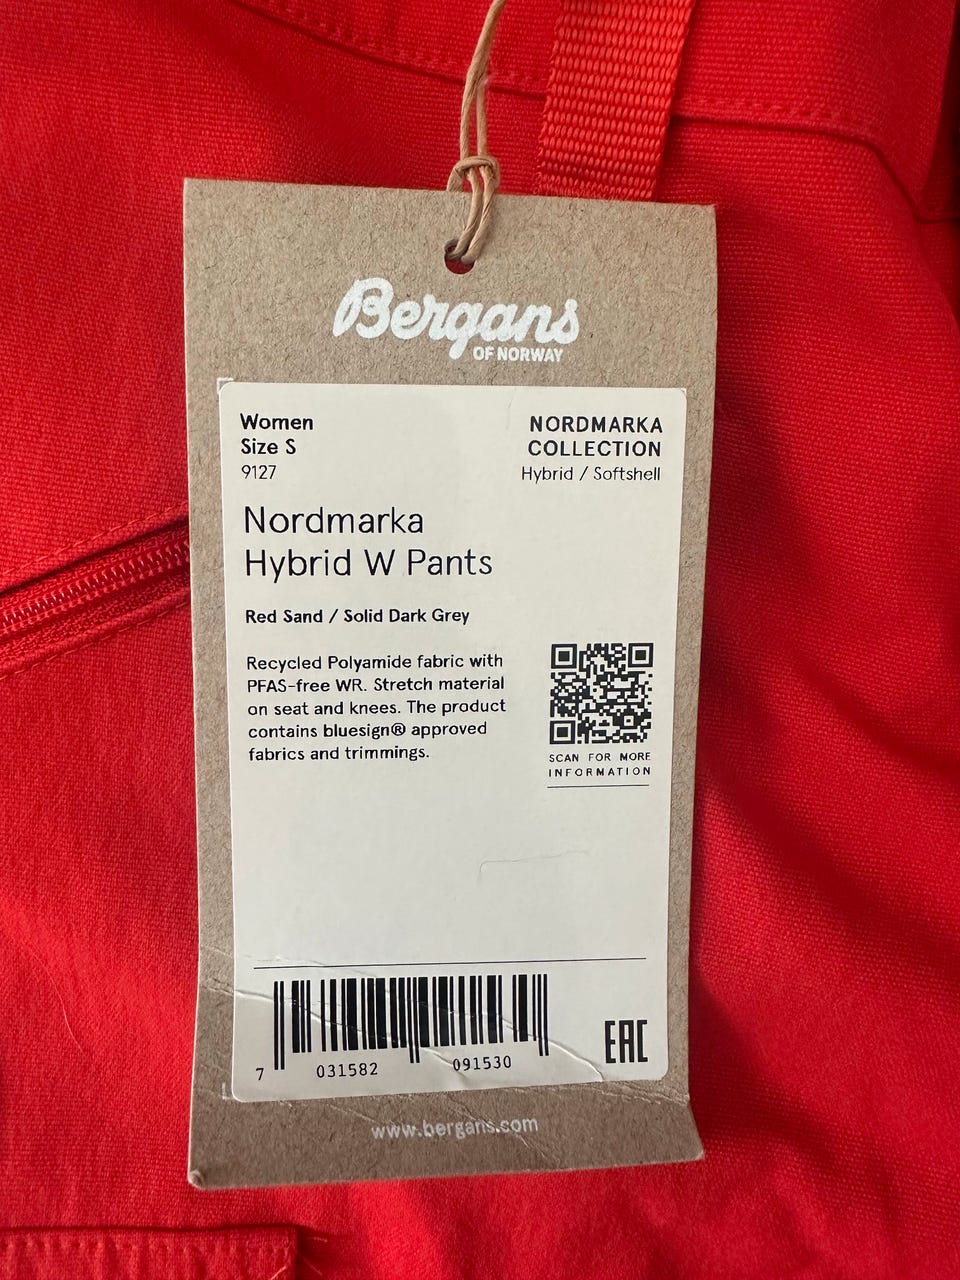 Bergans
OF NORWAY
Women
Size S
9127
NORDMARKA
COLLECTION
Hybrid / Softshell
Nordmarka
Hybrid W Pants
Red Sand / Solid Dark Grey
Recycled Polyamide fabric with
PFAS-free WR. Stretch material
on seat and knees. The product
contains bluesign® approved
fabrics and trimmings.
SCAN FOR MORE
INFORMATION
7 031582 091530
EAC
www.bergans.com